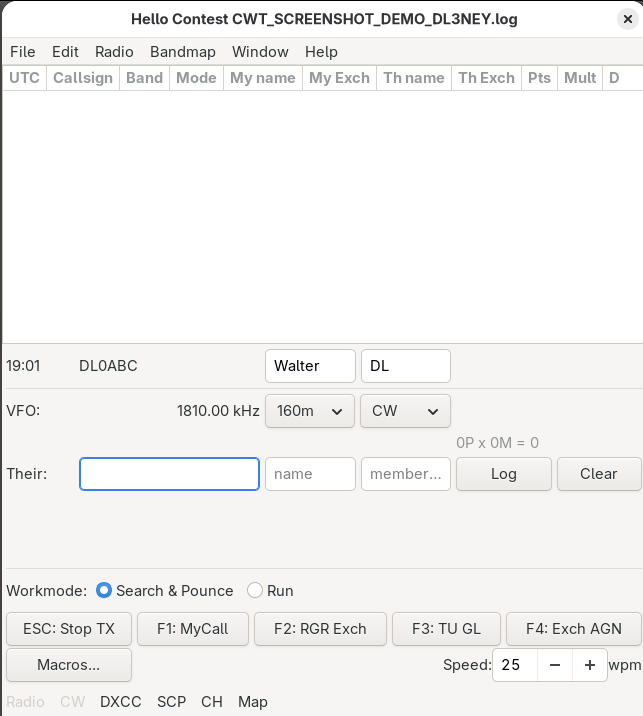 Hello Contest CWT_SCREENSHOT_DEMO_DL3NEY.log
File Edit Radio Bandmap Window Help
UTC Callsign Band Mode My name My Exch Th name Th Exch Pts Mult D
19:01 DL0ABC Walter DL
VFO: 1810.00 kHz 160m CW
0P x 0M = 0
Their: name member... Log Clear
Workmode: Search & Pounce Run
ESC: Stop TX F1: MyCall F2: RGR Exch F3: TU GL F4: Exch AGN
Macros... Speed: 25 − + wpm
Radio CW DXCC SCP CH Map